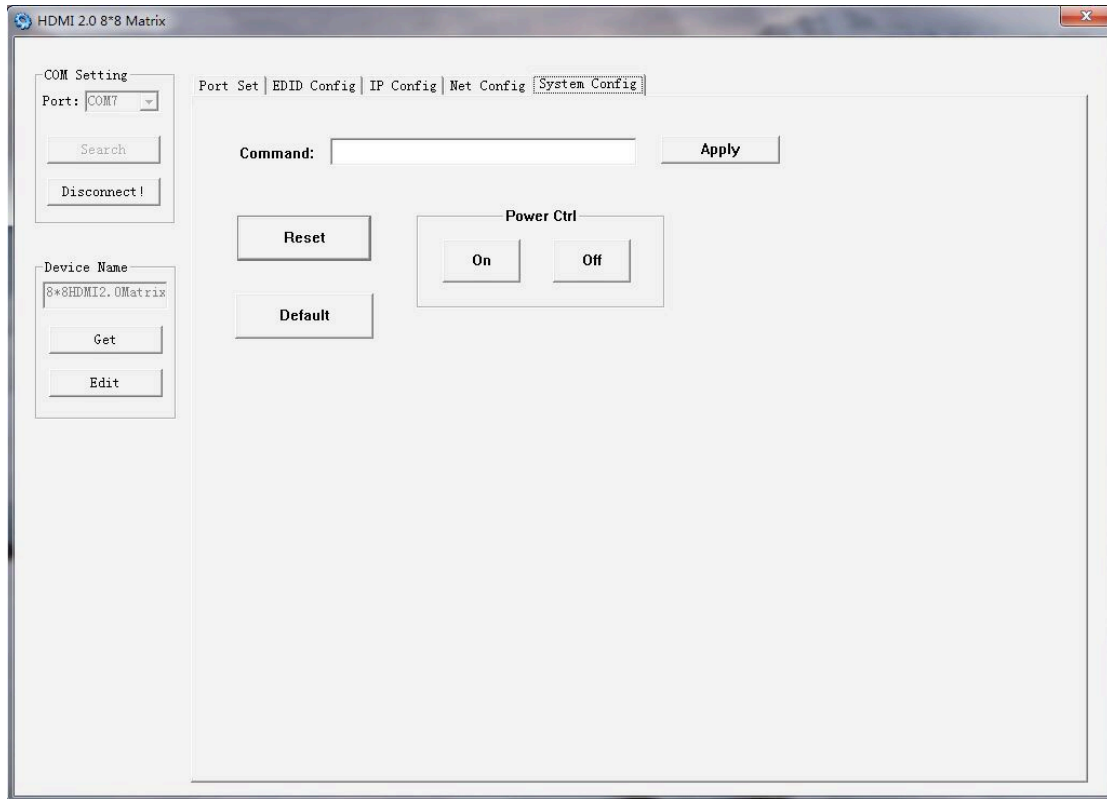 HDMI 2.0 8*8 Matrix
x
COM Setting
Port: COM7
Search
Disconnect!
Device Name
8*8HDMI2.0Matrix
Get
Edit
Port Set EDID Config IP Config Net Config System Config
Command: Apply
Reset
Default
Power Ctrl
On Off